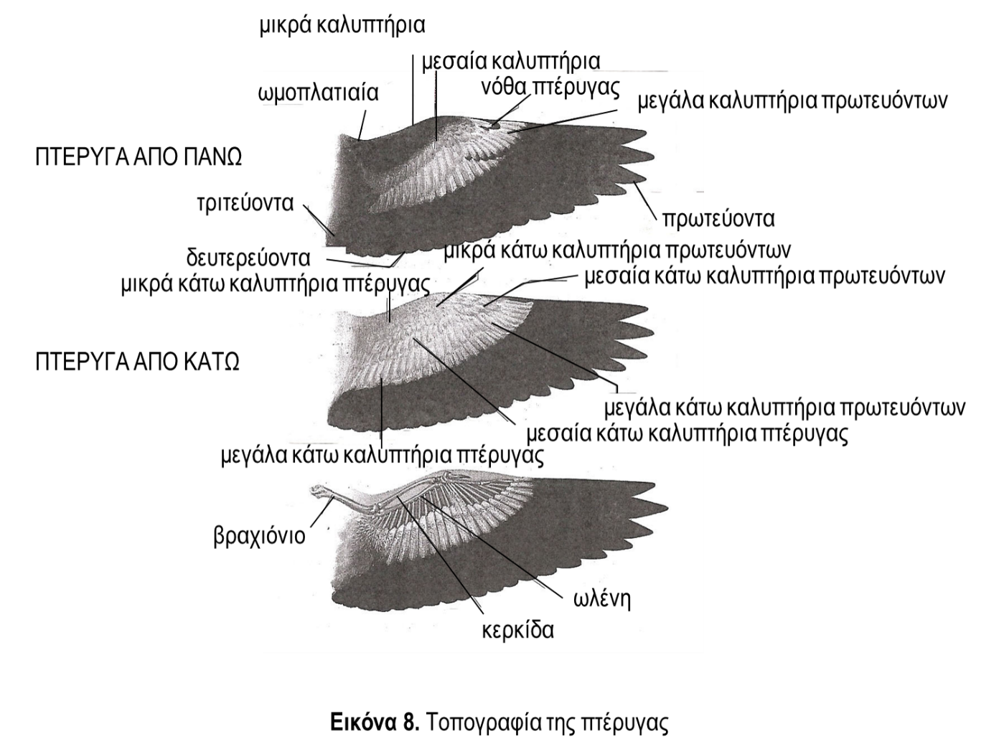 μικρά καλυπτήρια
μεσαία καλυπτήρια
νόθα πτέρυγας
ωμοπλατιαία
μεγάλα καλυπτήρια πρωτευόντων
ΠΤΕΡΥΓΑ ΑΠΟ ΠΑΝΩ
τριτεύοντα
πρωτεύοντα
δευτερεύοντα
μικρά κάτω καλυπτήρια πρωτευόντων
μεσαία κάτω καλυπτήρια πρωτευόντων
μικρά κάτω καλυπτήρια πτέρυγας
ΠΤΕΡΥΓΑ ΑΠΟ ΚΑΤΩ
μεγάλα κάτω καλυπτήρια πρωτευόντων
μεσαία κάτω καλυπτήρια πτέρυγας
μεγάλα κάτω καλυπτήρια πτέρυγας
βραχιόνιο
ωλένη
κερκίδα
Εικόνα 8. Τοπογραφία της πτέρυγας